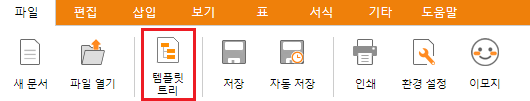 파일 편집 삽입 보기 표 서식 기타 도움말
새 문서 파일 열기 템플릿 트리 저장 자동 저장 인쇄 환경 설정 이모지